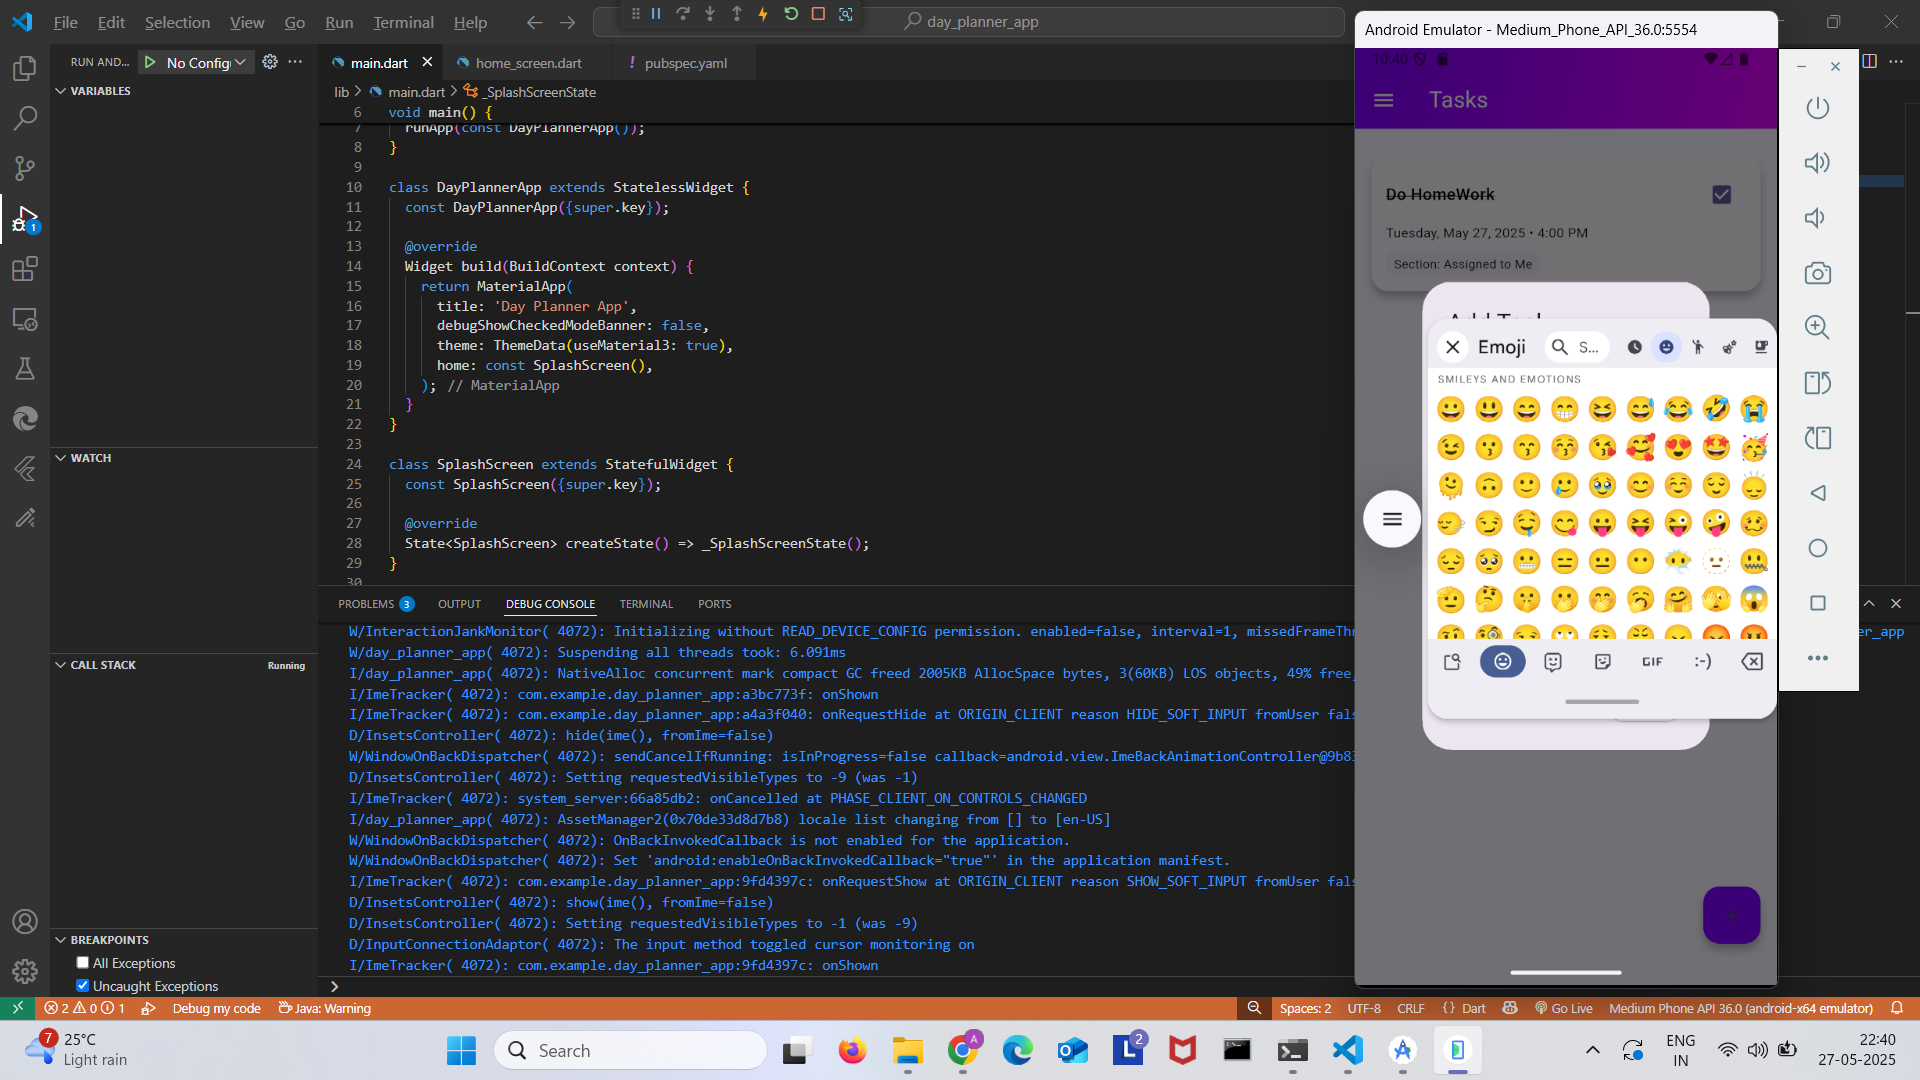 File Edit Selection View Go Run Terminal Help
day_planner_app
RUN AND... No Config
VARIABLES
WATCH
CALL STACK Running
BREAKPOINTS
All Exceptions
Uncaught Exceptions
1
main.dart home_screen.dart ! pubspec.yaml
lib > main.dart > _SplashScreenState
6 void main() {
7 runApp(const DayPlannerApp());
8 }
9
10 class DayPlannerApp extends StatelessWidget {
11 const DayPlannerApp({super.key});
12
13 @override
14 Widget build(BuildContext context) {
15 return MaterialApp(
16 title: 'Day Planner App',
17 debugShowCheckedModeBanner: false,
18 theme: ThemeData(useMaterial3: true),
19 home: const SplashScreen(),
20 ); // MaterialApp
21 }
22 }
23
24 class SplashScreen extends StatefulWidget {
25 const SplashScreen({super.key});
26
27 @override
28 State<SplashScreen> createState() => _SplashScreenState();
29 }
30
PROBLEMS 3 OUTPUT DEBUG CONSOLE TERMINAL PORTS
W/InteractionJankMonitor( 4072): Initializing without READ_DEVICE_CONFIG permission. enabled=false, interval=1, missedFrameThr
W/day_planner_app( 4072): Suspending all threads took: 6.091ms
I/day_planner_app( 4072): NativeAlloc concurrent mark compact GC freed 2005KB AllocSpace bytes, 3(60KB) LOS objects, 49% free,
I/ImeTracker( 4072): com.example.day_planner_app:a3bc773f: onShown
I/ImeTracker( 4072): com.example.day_planner_app:a4a3f040: onRequestHide at ORIGIN_CLIENT reason HIDE_SOFT_INPUT fromUser fals
D/InsetsController( 4072): hide(ime(), fromIme=false)
W/WindowOnBackDispatcher( 4072): sendCancelIfRunning: isInProgress=false callback=android.view.ImeBackAnimationController@9b83
D/InsetsController( 4072): Setting requestedVisibleTypes to -9 (was -1)
I/ImeTracker( 4072): system_server:66a85db2: onCancelled at PHASE_CLIENT_ON_CONTROLS_CHANGED
I/day_planner_app( 4072): AssetManager2(0x70de33d8d7b8) locale list changing from [] to [en-US]
W/WindowOnBackDispatcher( 4072): OnBackInvokedCallback is not enabled for the application.
W/WindowOnBackDispatcher( 4072): Set 'android:enableOnBackInvokedCallback="true"' in the application manifest.
I/ImeTracker( 4072): com.example.day_planner_app:9fd4397c: onRequestShow at ORIGIN_CLIENT reason SHOW_SOFT_INPUT fromUser fals
D/InsetsController( 4072): show(ime(), fromIme=false)
D/InsetsController( 4072): Setting requestedVisibleTypes to -1 (was -9)
D/InputConnectionAdaptor( 4072): The input method toggled cursor monitoring on
I/ImeTracker( 4072): com.example.day_planner_app:9fd4397c: onShown
er_app
Android Emulator - Medium_Phone_API_36.0:5554
10:40
Tasks
Do HomeWork
Tuesday, May 27, 2025 • 4:00 PM
Section: Assigned to Me
Emoji S...
SMILEYS AND EMOTIONS
GIF :-)
2 0 1 Debug my code Java: Warning
Spaces: 2 UTF-8 CRLF {} Dart Go Live Medium Phone API 36.0 (android-x64 emulator)
7 25°C
Light rain
Search
A
L 2
ENG
IN
22:40
27-05-2025